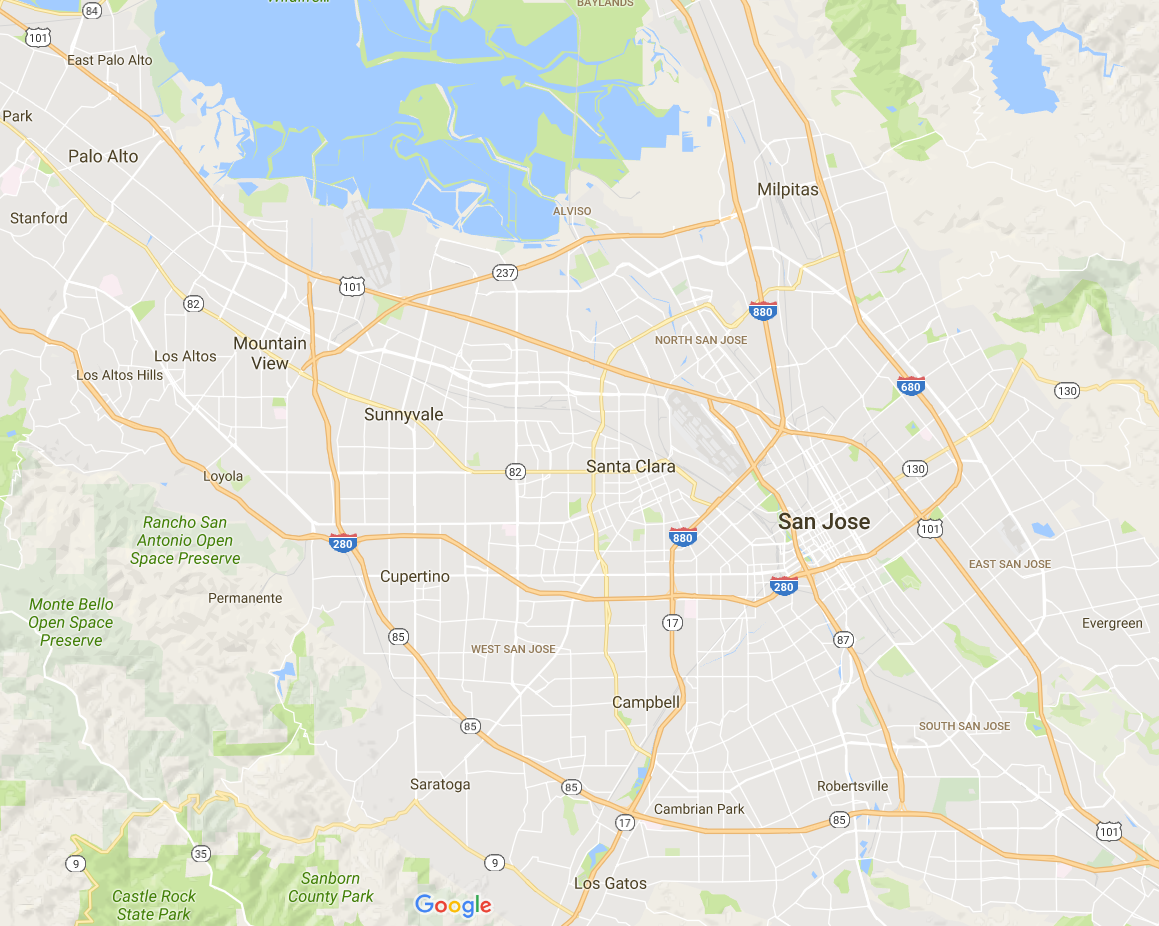 BAYLANDS
84
101
East Palo Alto
Park
Palo Alto
Milpitas
Stanford
ALVISO
237
101
82
880
Mountain
View
NORTH SAN JOSE
Los Altos
Los Altos Hills
680
130
Sunnyvale
Santa Clara
82
130
Loyola
Rancho San
Antonio Open
Space Preserve
San Jose
101
880
280
EAST SAN JOSE
Cupertino
280
Permanente
Monte Bello
Open Space
Preserve
17
Evergreen
85
87
WEST SAN JOSE
Campbell
85
SOUTH SAN JOSE
Saratoga
85
Robertsville
Cambrian Park
17
85
101
35
9
9
Sanborn
County Park
Los Gatos
Castle Rock
State Park
Google